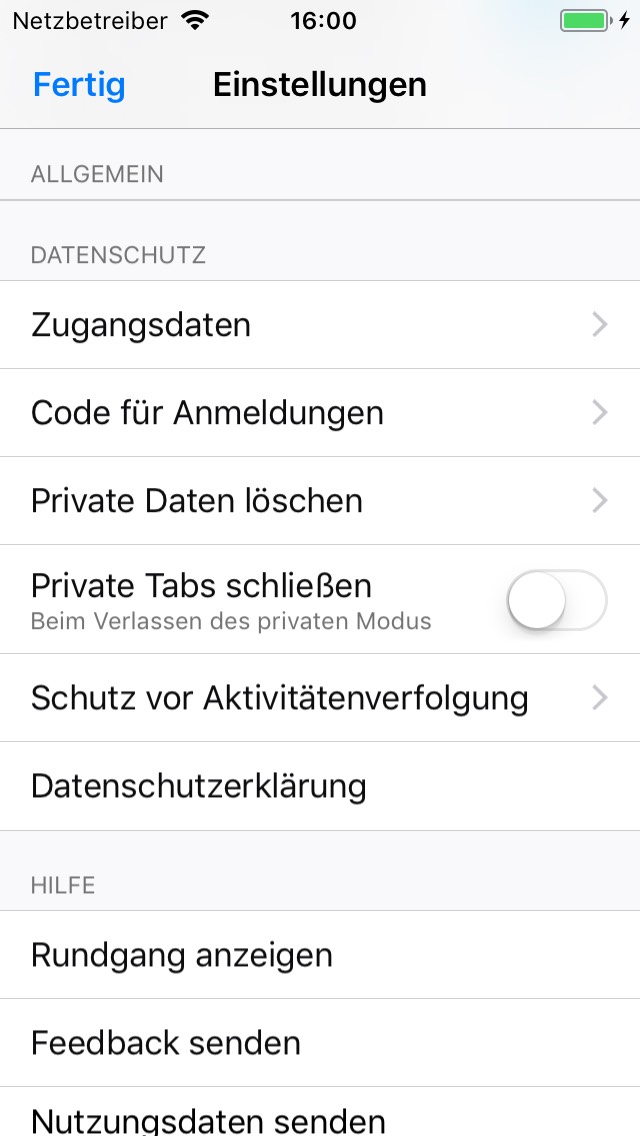 Netzbetreiber 16:00
Fertig Einstellungen
ALLGEMEIN
DATENSCHUTZ
Zugangsdaten
Code für Anmeldungen
Private Daten löschen
Private Tabs schließen
Beim Verlassen des privaten Modus
Schutz vor Aktivitätenverfolgung
Datenschutzerklärung
HILFE
Rundgang anzeigen
Feedback senden
Nutzungsdaten senden